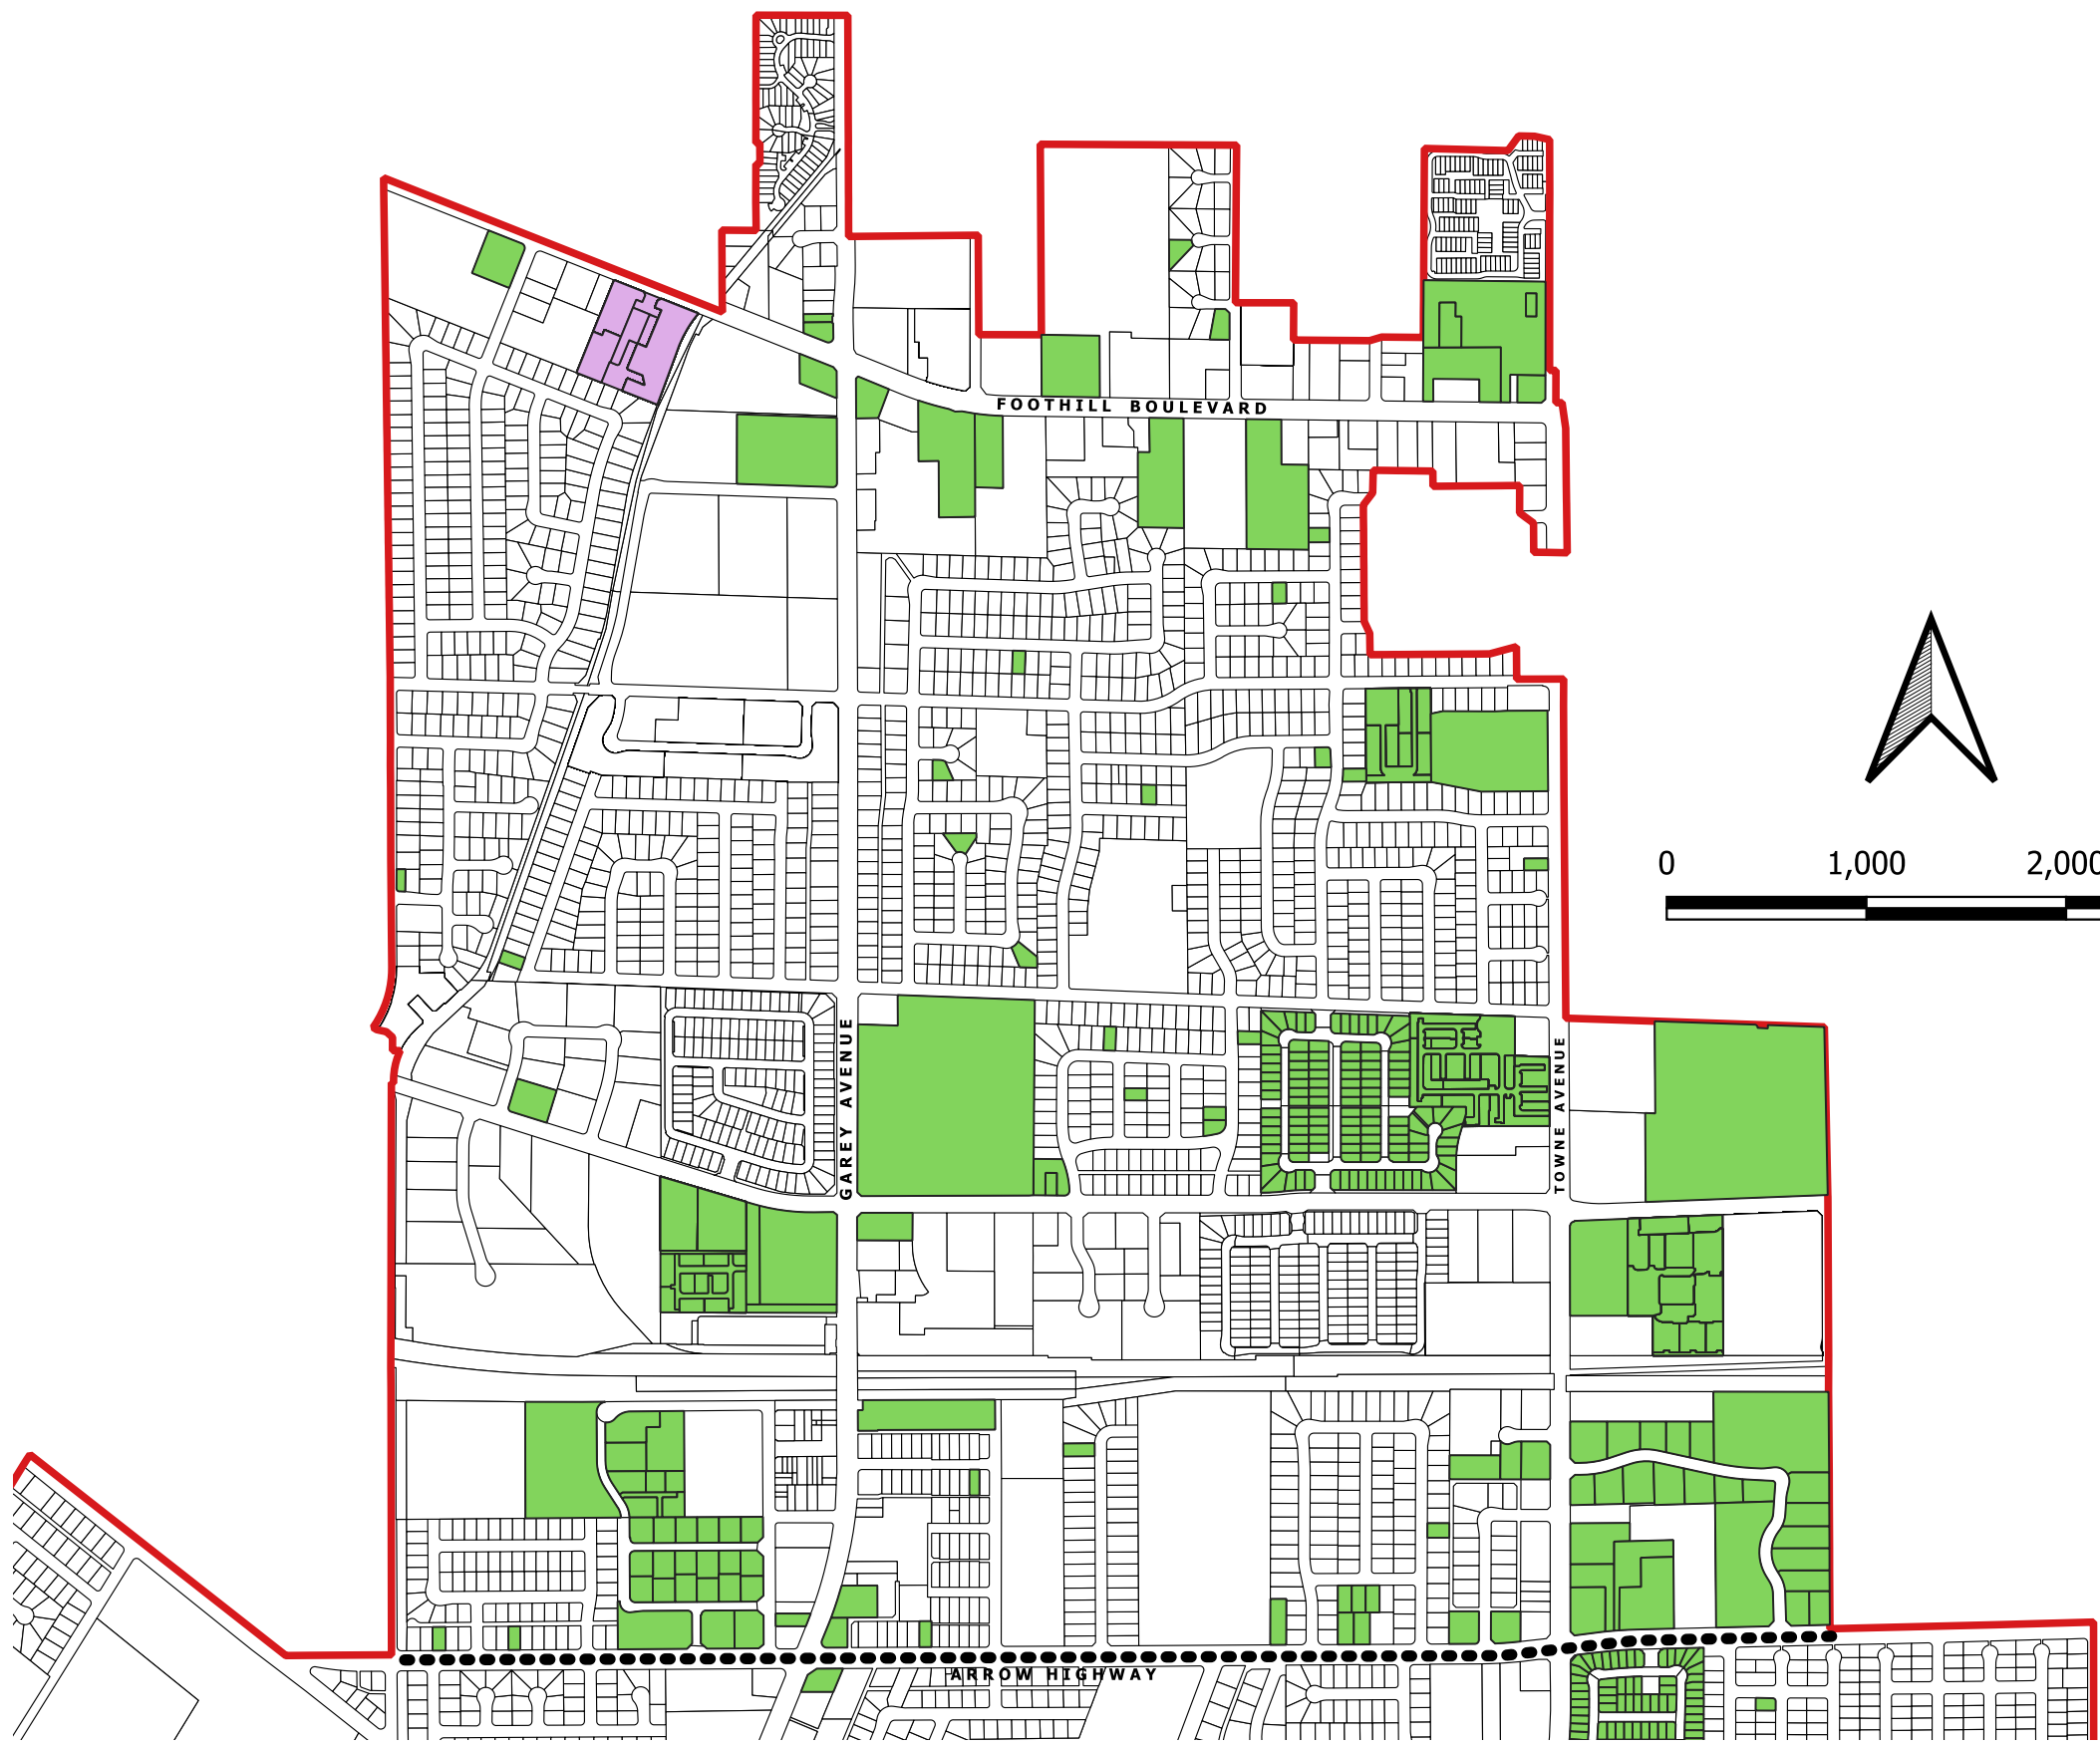 FOOTHILL BOULEVARD
0 1,000 2,000
GAREY AVENUE
TOWNE AVENUE
ARROW HIGHWAY